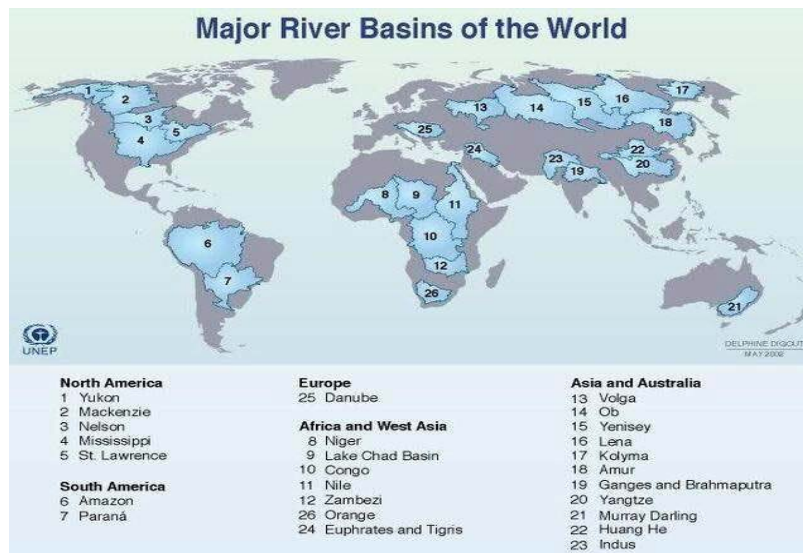 Major River Basins of the World
1
2
3
4
5
6
7
8
9
10
11
12
26
25
24
13
14
15
16
17
18
23
19
22
20
21
UNEP
MAY 2002
North America
1 Yukon
2 Mackenzie
3 Nelson
4 Mississippi
5 St. Lawrence
South America
6 Amazon
7 Paraná
Europe
25 Danube
Africa and West Asia
8 Niger
9 Lake Chad Basin
10 Congo
11 Nile
12 Zambezi
26 Orange
24 Euphrates and Tigris
Asia and Australia
13 Volga
14 Ob
15 Yenisey
16 Lena
17 Kolyma
18 Amur
19 Ganges and Brahmaputra
20 Yangtze
21 Murray Darling
22 Huang He
23 Indus